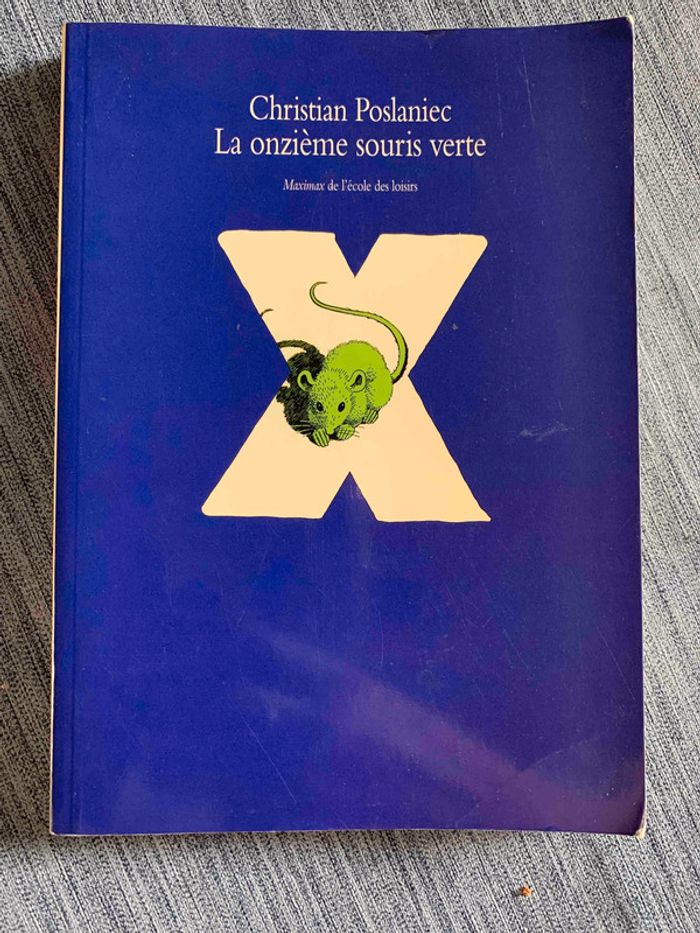 Christian Poslaniec
La onzième souris verte
Maximax de l'école des loisirs
X